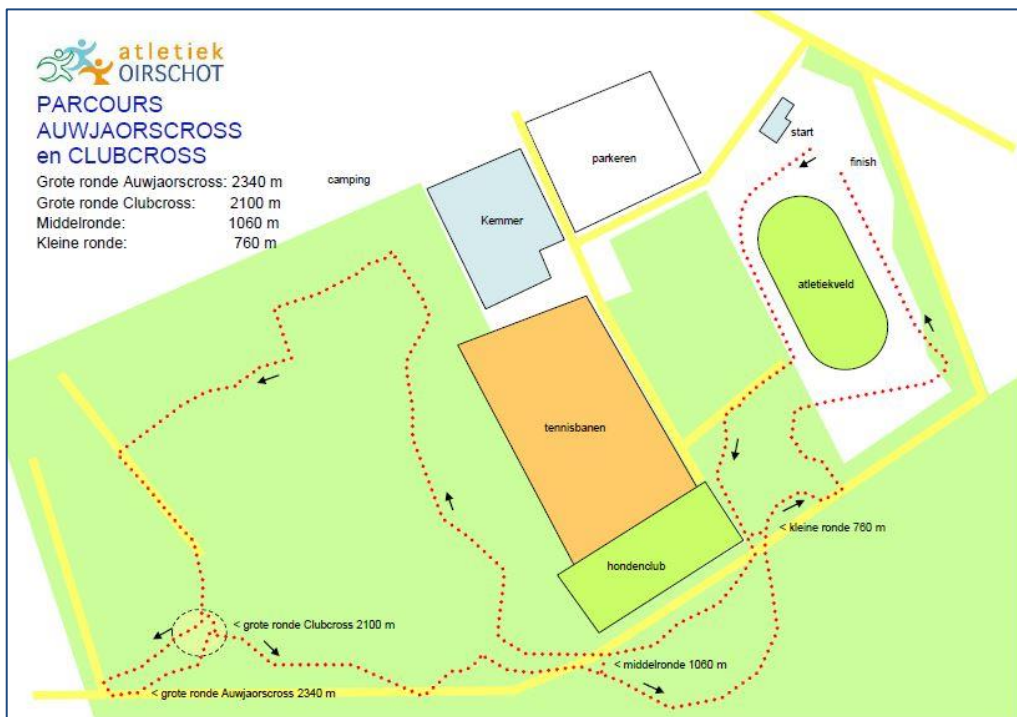 atletiek
OIRSCHOT
PARCOURS
AUWJAORSCROSS
en CLUBCROSS
Grote ronde Auwjaorscross: 2340 m
Grote ronde Clubcross: 2100 m
Middelronde: 1060 m
Kleine ronde: 760 m
camping
parkeren
start
finish
Kemmer
atletiekveld
tennisbanen
< kleine ronde 760 m
hondenclub
< grote ronde Clubcross 2100 m
< middelronde 1060 m
< grote ronde Auwjaorscross 2340 m